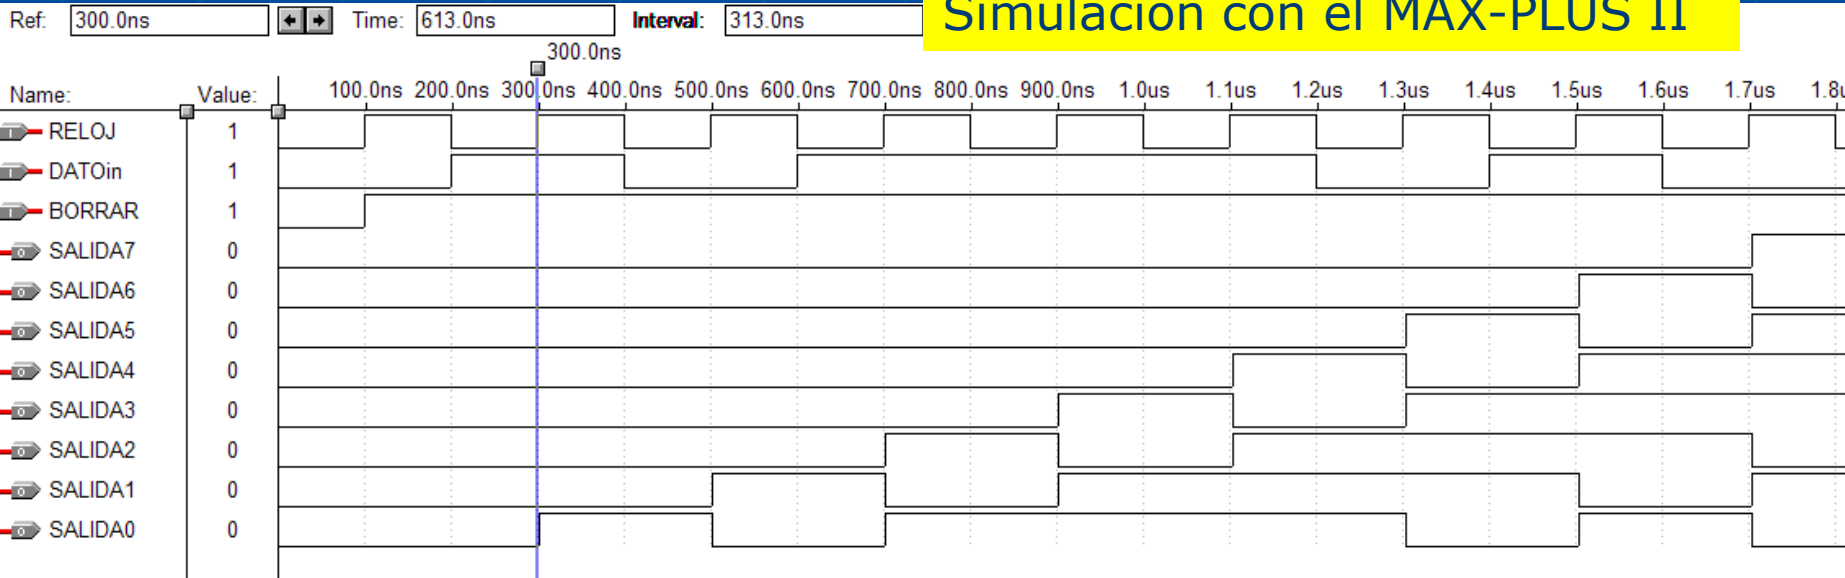 Simulación con el MAX-PLUS II
Ref: 300.0ns Time: 613.0ns Interval: 313.0ns
300.0ns
Name: Value: 100.0ns 200.0ns 300.0ns 400.0ns 500.0ns 600.0ns 700.0ns 800.0ns 900.0ns 1.0us 1.1us 1.2us 1.3us 1.4us 1.5us 1.6us 1.7us 1.8u
RELOJ 1
DATOin 1
BORRAR 1
SALIDA7 0
SALIDA6 0
SALIDA5 0
SALIDA4 0
SALIDA3 0
SALIDA2 0
SALIDA1 0
SALIDA0 0